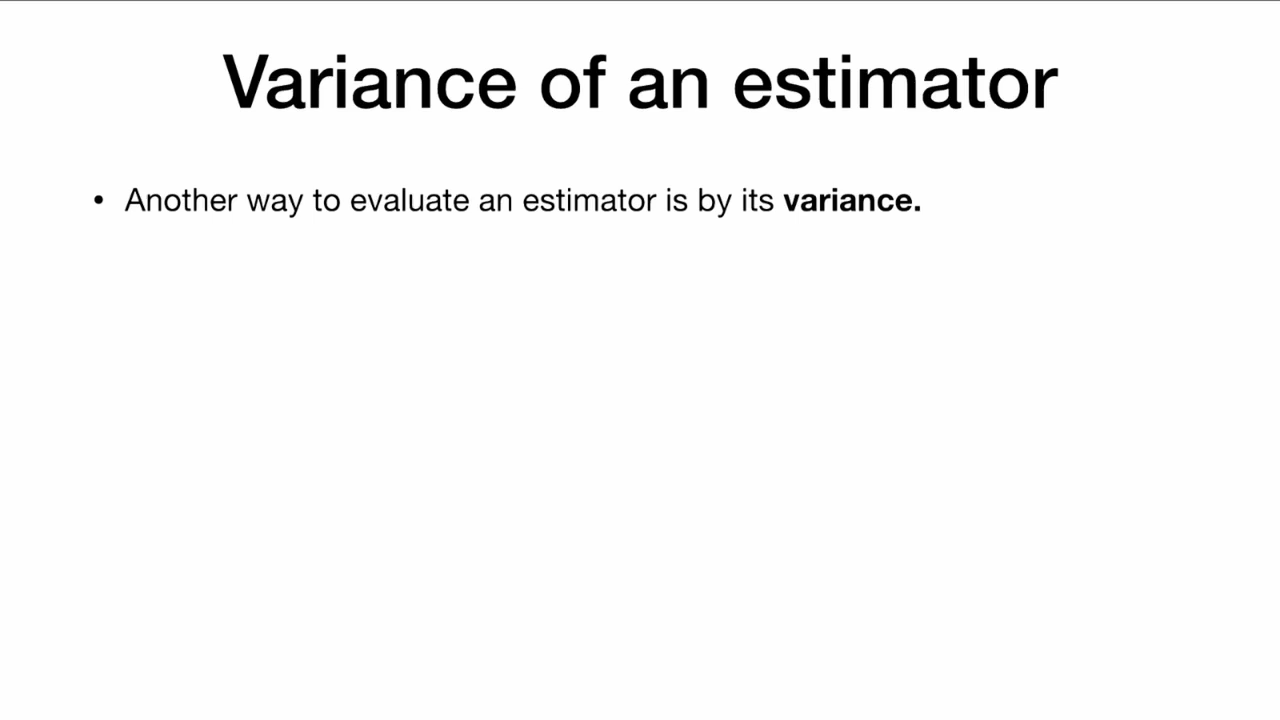 Variance of an estimator
• Another way to evaluate an estimator is by its variance.